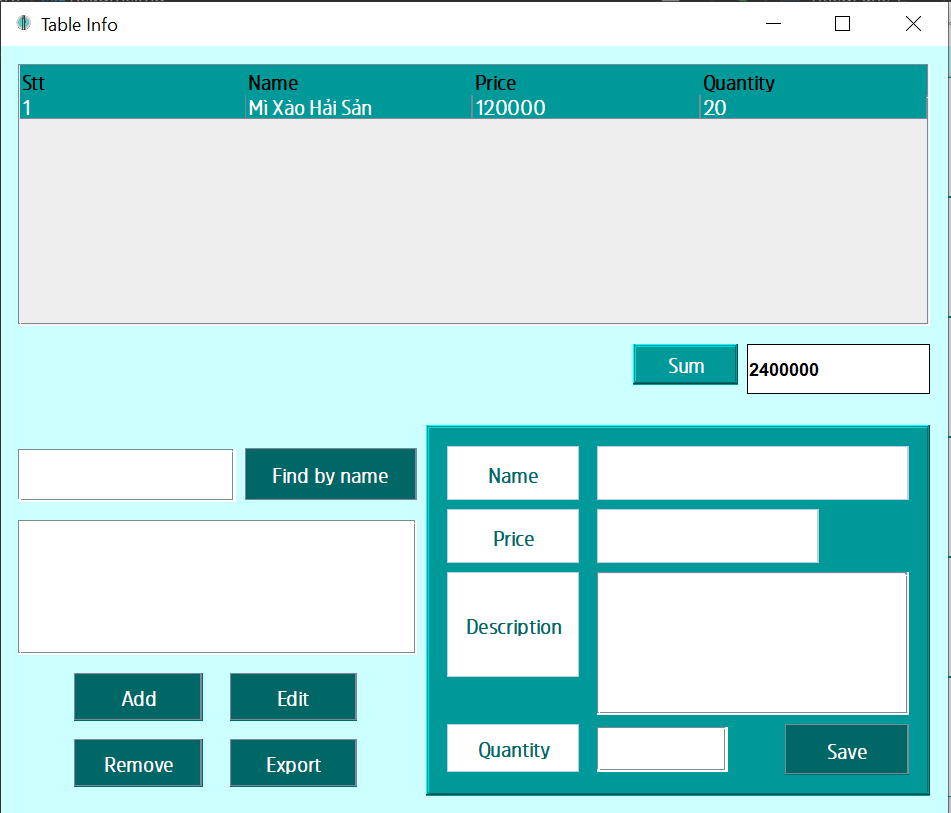 Table Info
Stt Name Price Quantity
1 Mì Xào Hải Sản 120000 20
Sum 2400000
Find by name
Name
Price
Description
Add Edit
Quantity Save
Remove Export